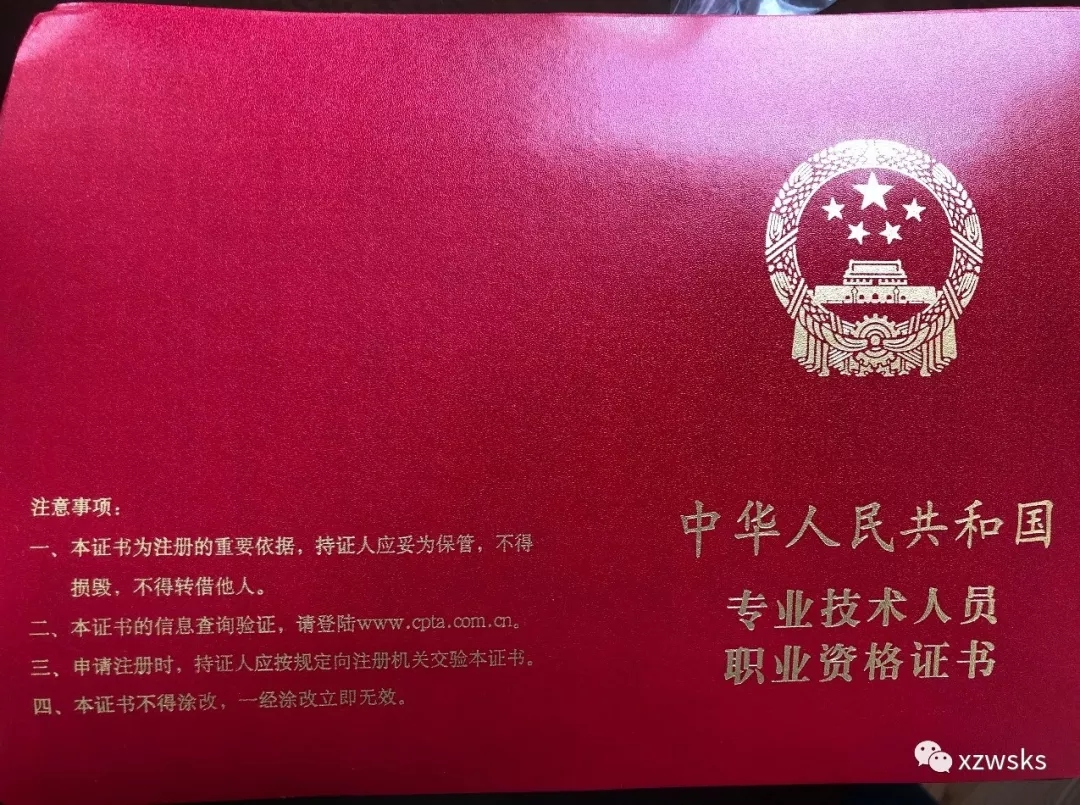 注意事项：
一、本证书为注册的重要依据，持证人应妥为保管，不得
损毁，不得转借他人。
二、本证书的信息查询验证，请登陆www.cpta.com.cn。
三、申请注册时，持证人应按规定向注册机关交验本证书。
四、本证书不得涂改，一经涂改立即无效。
中华人民共和国
专业技术人员
职业资格证书
xzwsks